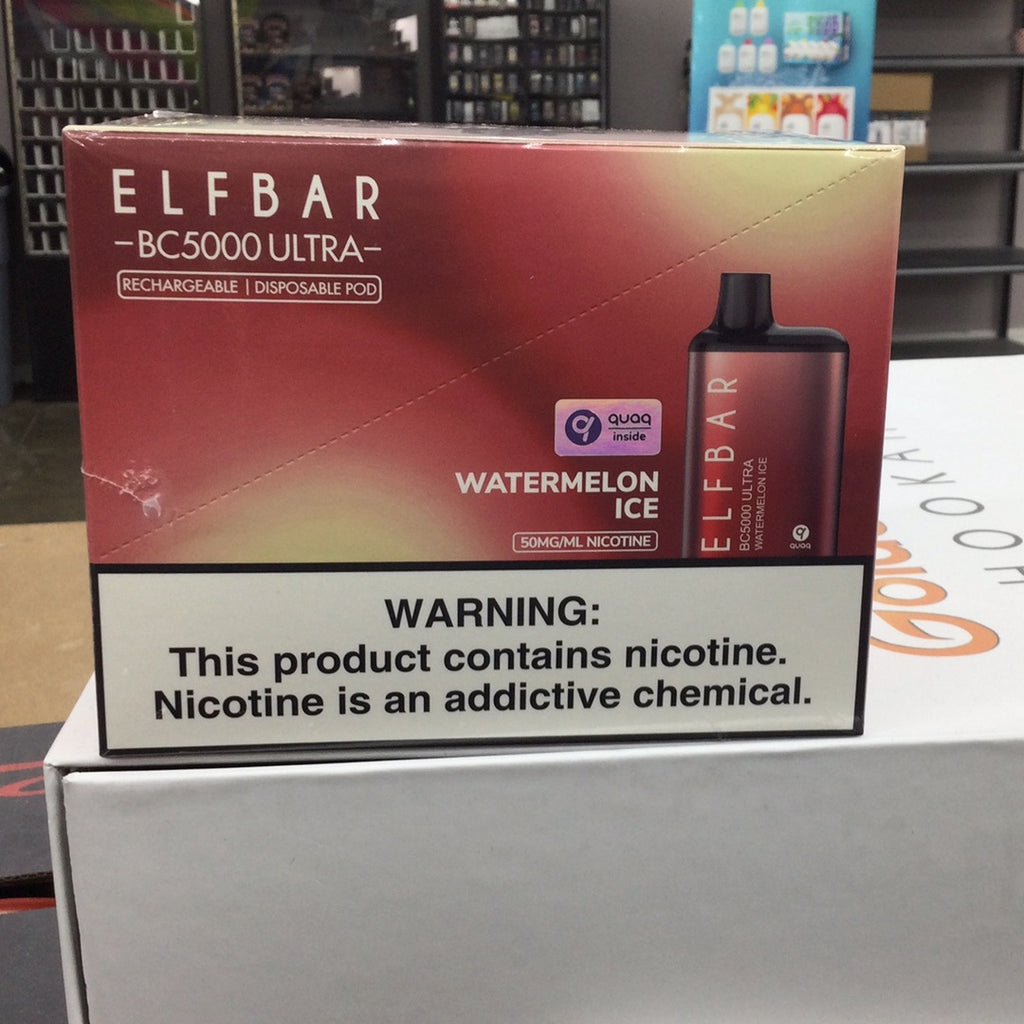 ELFBAR
-BC5000 ULTRA-
RECHARGEABLE | DISPOSABLE POD
quaq
inside
WATERMELON
ICE
50MG/ML NICOTINE
ELFBAR
BC5000 ULTRA
WATERMELON ICE
quaq
WARNING:
This product contains nicotine.
Nicotine is an addictive chemical.